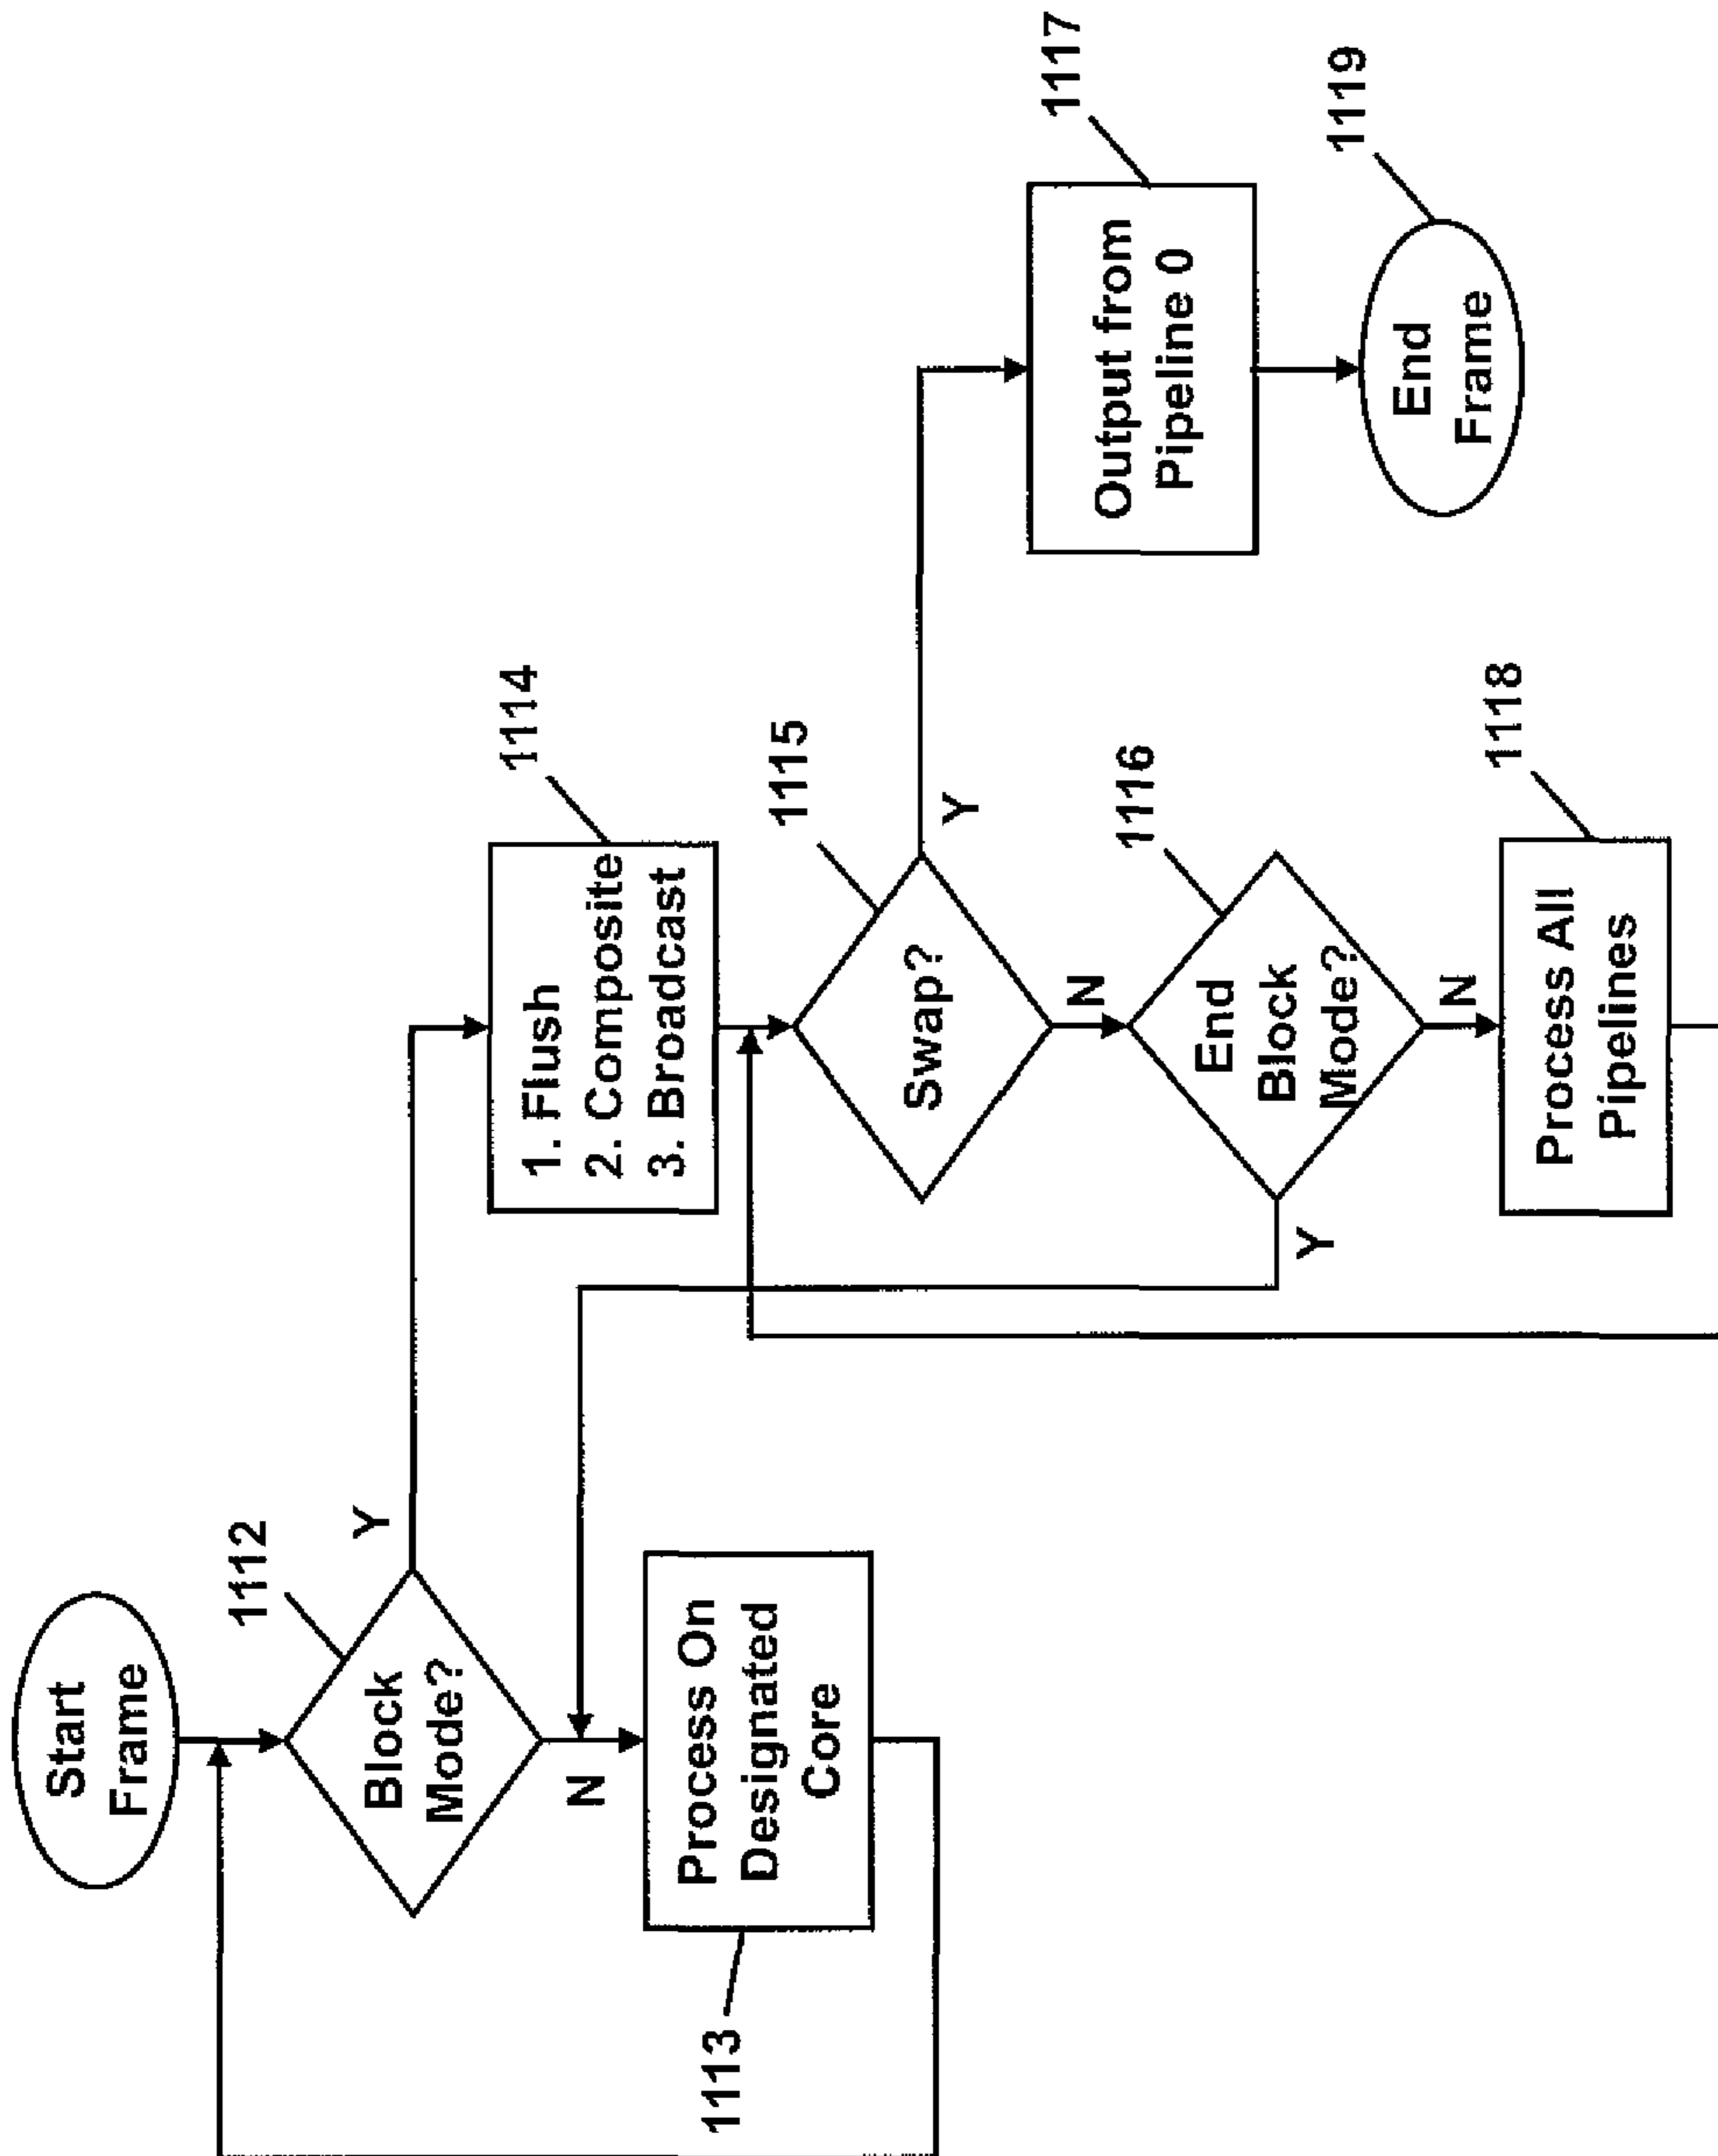 Start
Frame
1112
Block
Mode?
Y
N
Process On
Designated
Core
1113
1114
1. Flush
2. Composite
3. Broadcast
1115
Swap?
Y
N
1116
End
Block
Mode?
Y
N
1118
Process All
Pipelines
1117
Output from
Pipeline 0
1119
End
Frame